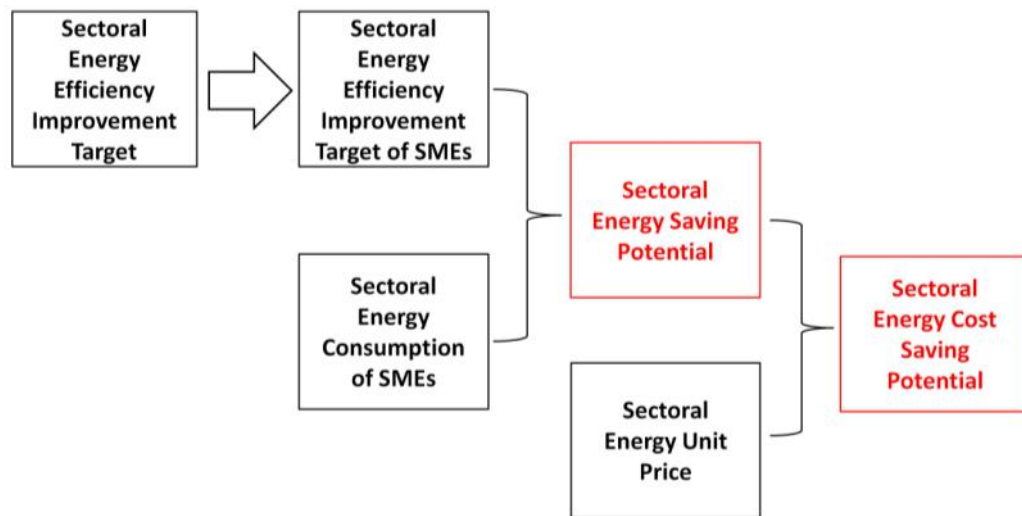 Sectoral
Energy
Efficiency
Improvement
Target
Sectoral
Energy
Efficiency
Improvement
Target of SMEs
Sectoral
Energy
Consumption
of SMEs
Sectoral
Energy Saving
Potential
Sectoral
Energy Unit
Price
Sectoral
Energy Cost
Saving
Potential